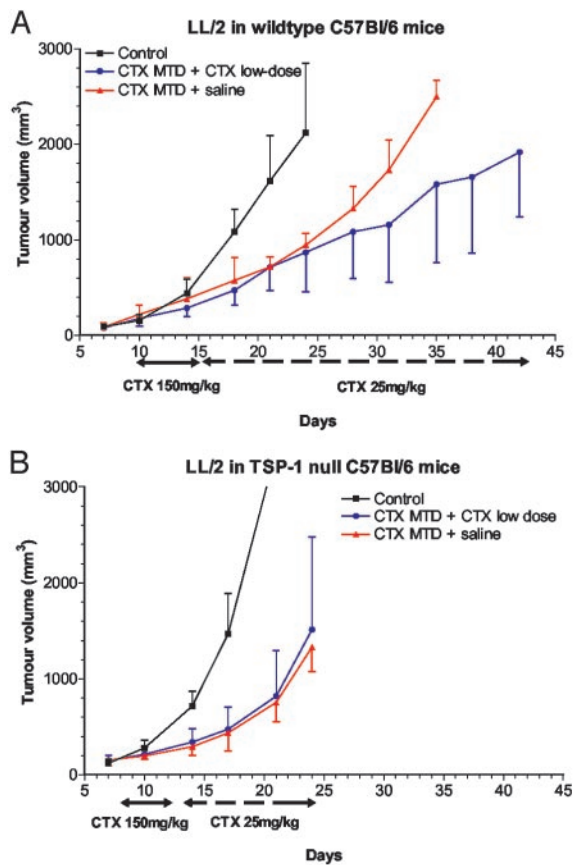 A
LL/2 in wildtype C57Bl/6 mice
Control
CTX MTD + CTX low-dose
CTX MTD + saline
Tumour volume (mm³)
3000
2000
1000
0
5 10 15 20 25 30 35 40 45
CTX 150mg/kg CTX 25mg/kg
Days
B
LL/2 in TSP-1 null C57Bl/6 mice
Control
CTX MTD + CTX low dose
CTX MTD + saline
Tumour volume (mm³)
3000
2000
1000
0
5 10 15 20 25 30 35 40 45
CTX 150mg/kg CTX 25mg/kg
Days